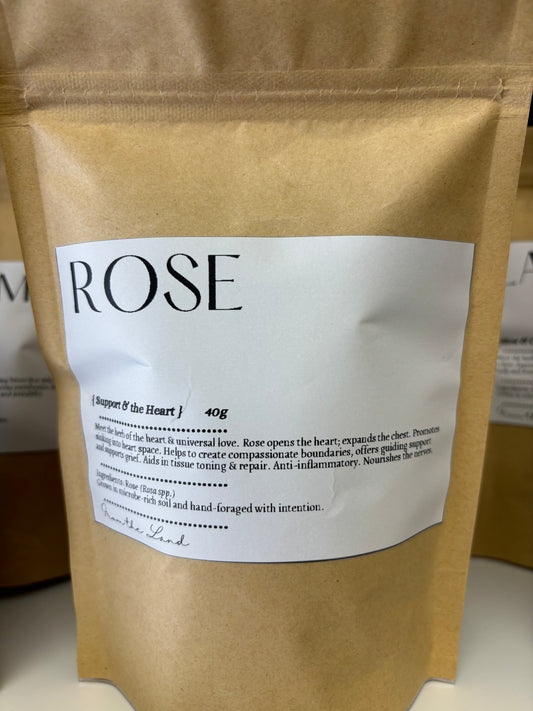 ROSE
{ Support & the Heart } 40g
Meet the herb of the heart & universal love. Rose opens the heart; expands the chest. Promotes
sinking into heart space. Helps to create compassionate boundaries, offers guiding support
and supports grief. Aids in tissue toning & repair. Anti-inflammatory. Nourishes the nerves.
Ingredients: Rose (Rosa spp.)
Grown in microbe-rich soil and hand-foraged with intention.
From the Land
M
LA